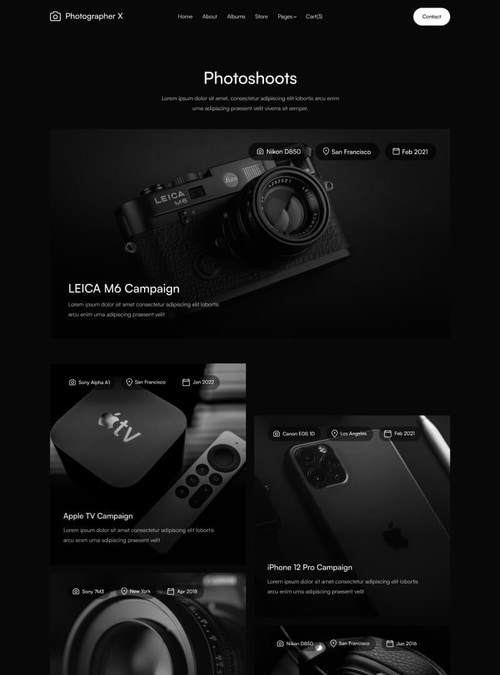 Photographer X
Home About Albums Store Pages Cart(3)
Contact
Photoshoots
Lorem ipsum dolor sit amet, consectetur adipiscing elit lobortis arcu enim
urna adipiscing praesent velit viverra sit semper.
Nikon D850 San Francisco Feb 2021
LEICA
M6
Leica
LEICA M6 Campaign
Lorem ipsum dolor sit amet consectetur adipiscing elit lobortis
arcu enim urna adipiscing praesent velit
Sony Alpha A1 San Francisco Jan 2022
tv
Apple TV Campaign
Lorem ipsum dolor sit amet consectetur adipiscing elit lobortis
arcu enim urna adipiscing praesent velit
Canon EOS 1D Los Angeles Feb 2021
iPhone 12 Pro Campaign
Lorem ipsum dolor sit amet consectetur adipiscing elit lobortis
arcu enim urna adipiscing praesent velit
Sony 7M3 New York Apr 2018
Nikon D850 San Francisco Jun 2016